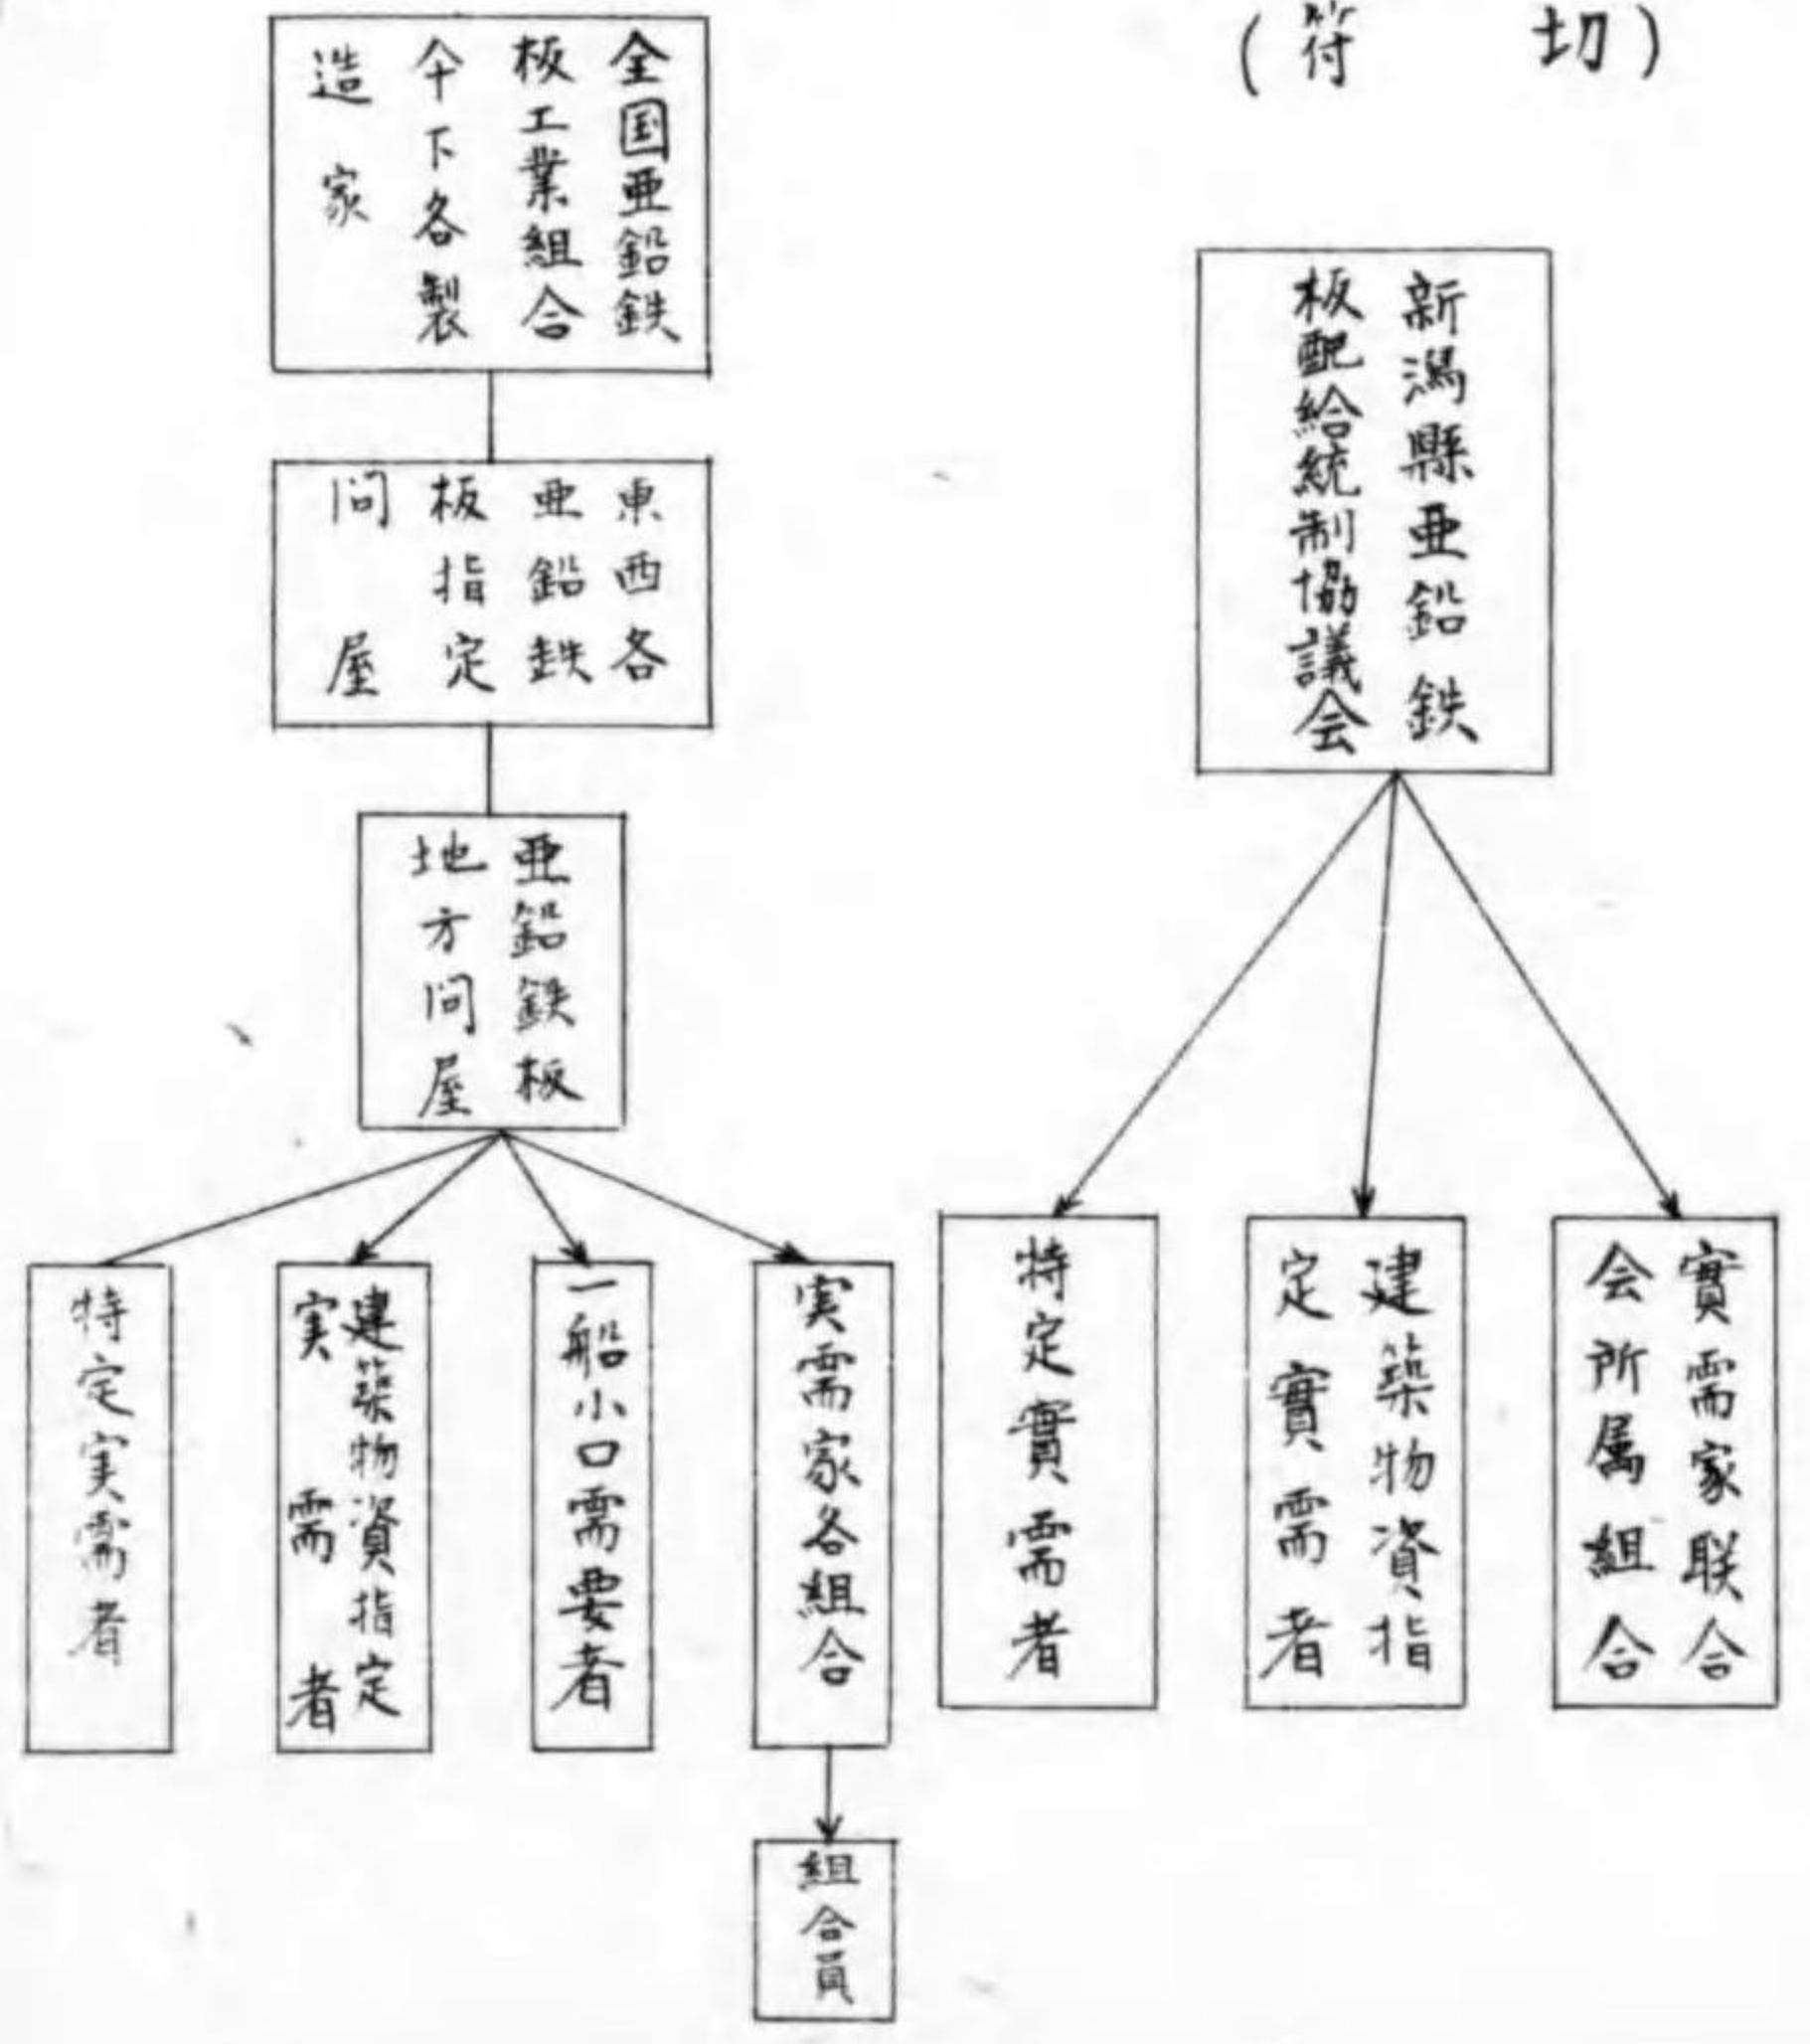 (切符)
新潟縣亜鉛鉄
板配給統制協議会
實需家联合
会所属組合
建築物資指
定實需者
特定實需者
全国亜鉛鉄
板工業組合
傘下各製
造家
東西各
亜鉛鉄
板指定
問屋
亜鉛鉄板
地方問屋
実需家各組合
一船小口需要者
建築物資指定
実需者
特定実需者
組合員